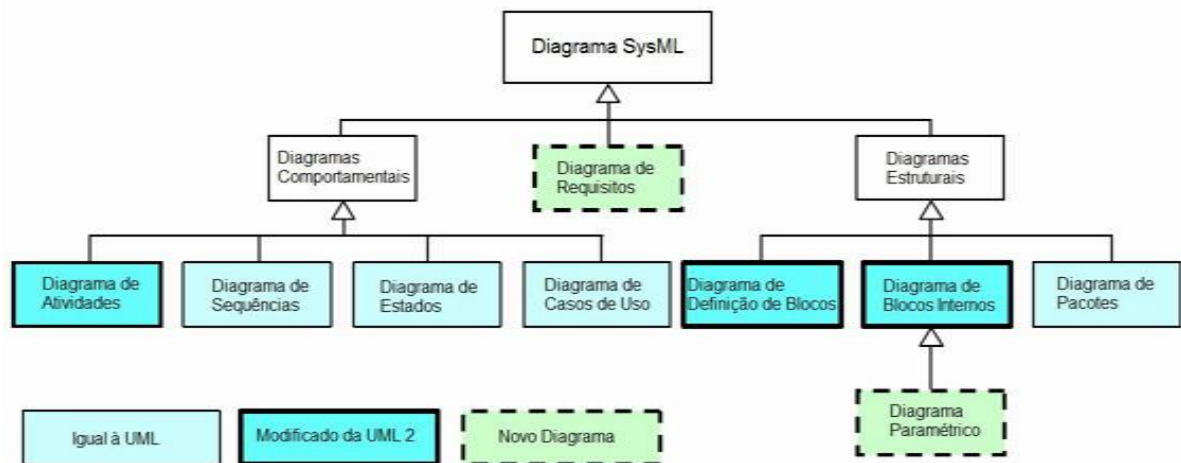 Diagrama SysML
Diagramas
Comportamentais
Diagrama de
Requisitos
Diagramas
Estruturais
Diagrama de
Atividades
Diagrama de
Sequências
Diagrama de
Estados
Diagrama de
Casos de Uso
Diagrama de
Definição de Blocos
Diagrama de
Blocos Internos
Diagrama de
Pacotes
Diagrama
Paramétrico
Igual à UML
Modificado da UML 2
Novo Diagrama